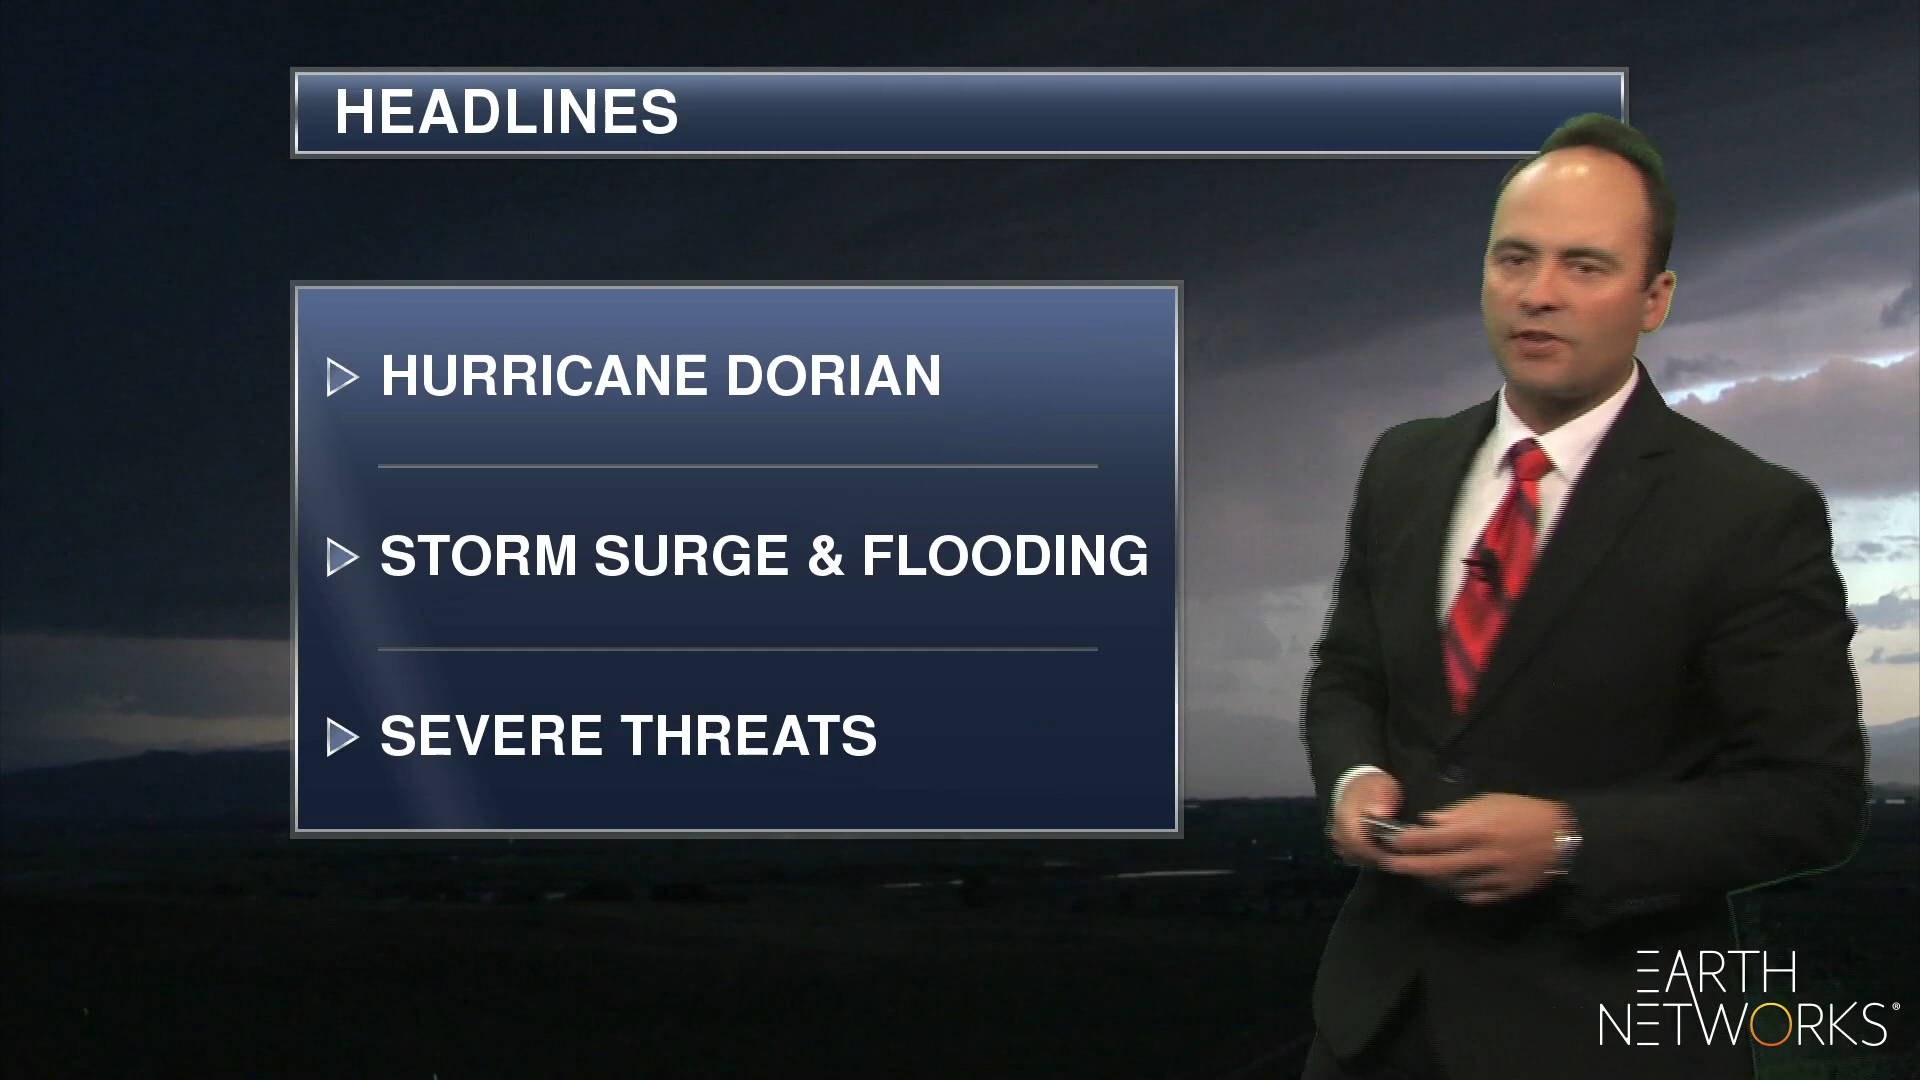 HEADLINES
HURRICANE DORIAN
STORM SURGE & FLOODING
SEVERE THREATS
EARTH
NETWORKS®